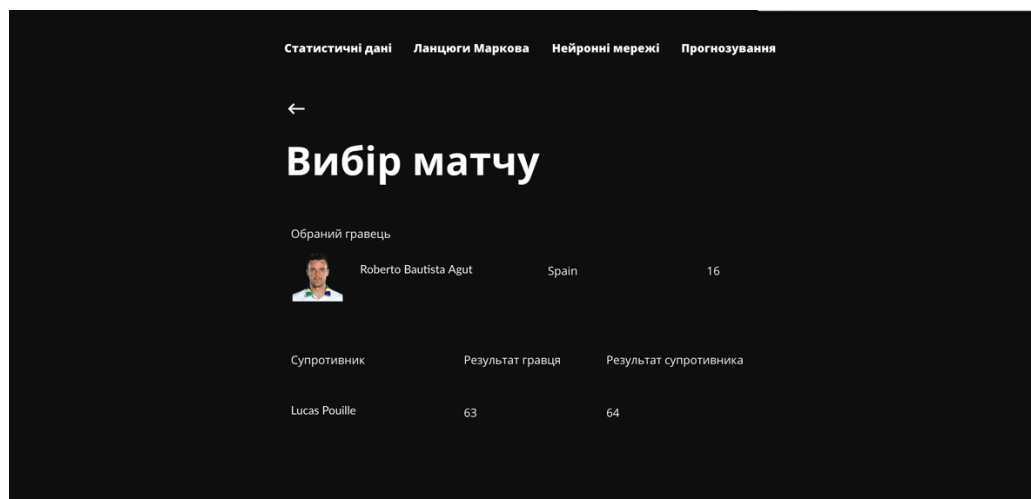 Статистичні дані Ланцюги Маркова Нейронні мережі Прогнозування
Вибір матчу
Обраний гравець
Roberto Bautista Agut Spain 16
Супротивник Результат гравця Результат супротивника
Lucas Pouille 63 64